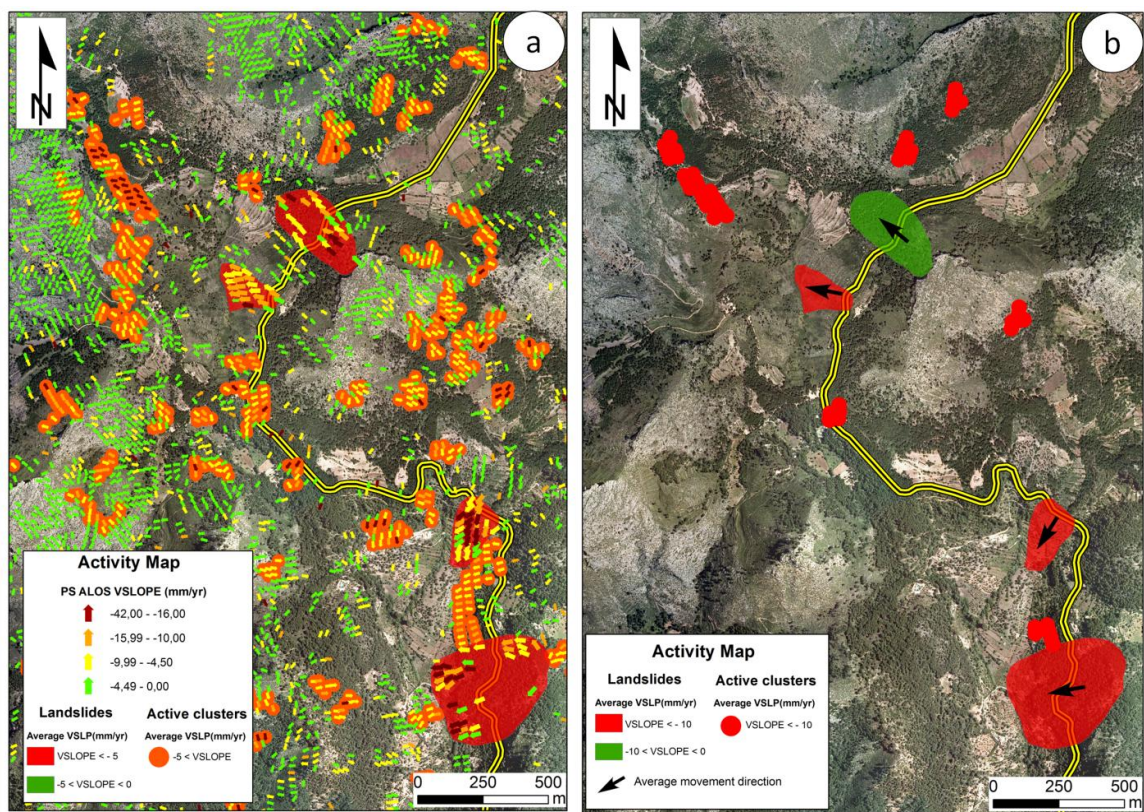 N
a
Activity Map
PS ALOS VSLOPE (mm/yr)
-42,00 - -16,00
-15,99 - -10,00
-9,99 - -4,50
-4,49 - 0,00
Landslides
Active clusters
Average VSLP(mm/yr)
Average VSLP(mm/yr)
VSLOPE < - 5
-5 < VSLOPE
-5 < VSLOPE < 0
0 250 500
m
N
b
Activity Map
Landslides
Active clusters
Average VSLP(mm/yr)
Average VSLP(mm/yr)
VSLOPE < - 10
VSLOPE < - 10
-10 < VSLOPE < 0
Average movement direction
0 250 500
m